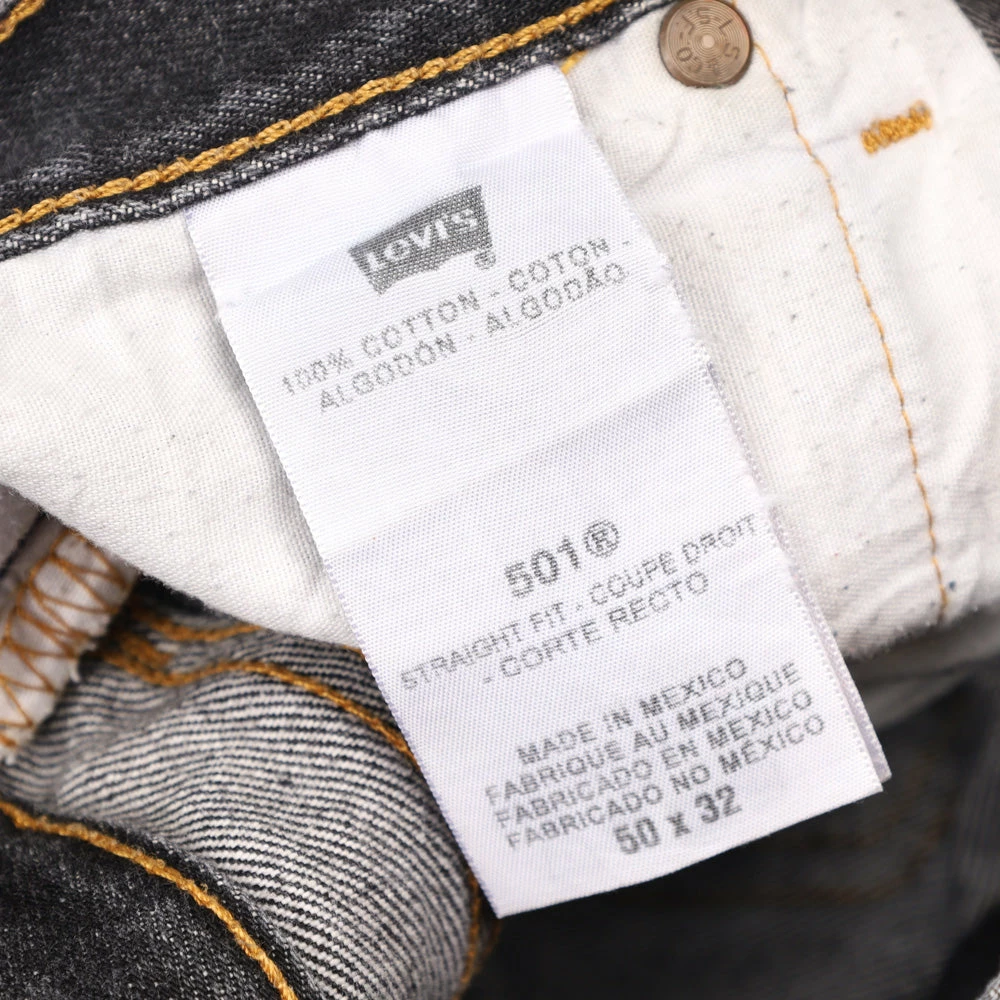 LEVI'S®
100% COTTON - COTON -
ALGODÓN - ALGODÃO
501®
STRAIGHT FIT - COUPE DROIT
- CORTE RECTO
MADE IN MEXICO
FABRIQUE AU MEXIQUE
FABRICADO EN MEXICO
FABRICADO NO MÉXICO
50 x 32